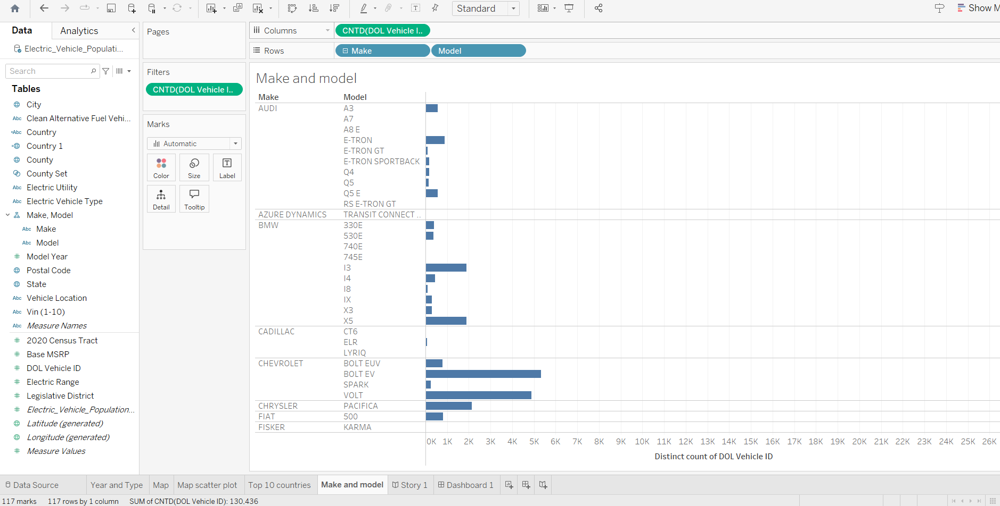 Standard
Show M
Data
Analytics
Electric_Vehicle_Populati...
Search
Tables
City
Abc Clean Alternative Fuel Vehi...
=Abc Country
Country 1
County
County Set
Abc Electric Utility
Abc Electric Vehicle Type
Make, Model
Abc Make
Abc Model
Model Year
Postal Code
State
Abc Vehicle Location
Abc Vin (1-10)
Abc Measure Names
2020 Census Tract
Base MSRP
DOL Vehicle ID
Electric Range
Legislative District
Electric_Vehicle_Population...
Latitude (generated)
Longitude (generated)
Measure Values
Pages
Filters
CNTD(DOL Vehicle I..
Marks
Automatic
Color Size Label
Detail Tooltip
Columns CNTD(DOL Vehicle I..
Rows Make Model
Make and model
Make Model
AUDI A3
A7
A8 E
E-TRON
E-TRON GT
E-TRON SPORTBACK
Q4
Q5
Q5 E
RS E-TRON GT
AZURE DYNAMICS TRANSIT CONNECT ..
BMW 330E
530E
740E
745E
I3
I4
I8
IX
X3
X5
CADILLAC CT6
ELR
LYRIQ
CHEVROLET BOLT EUV
BOLT EV
SPARK
VOLT
CHRYSLER PACIFICA
FIAT 500
FISKER KARMA
0K 1K 2K 3K 4K 5K 6K 7K 8K 9K 10K 11K 12K 13K 14K 15K 16K 17K 18K 19K 20K 21K 22K 23K 24K 25K 26K
Distinct count of DOL Vehicle ID
Data Source Year and Type Map Map scatter plot Top 10 countries Make and model Story 1 Dashboard 1
117 marks 117 rows by 1 column SUM of CNTD(DOL Vehicle ID): 130,436